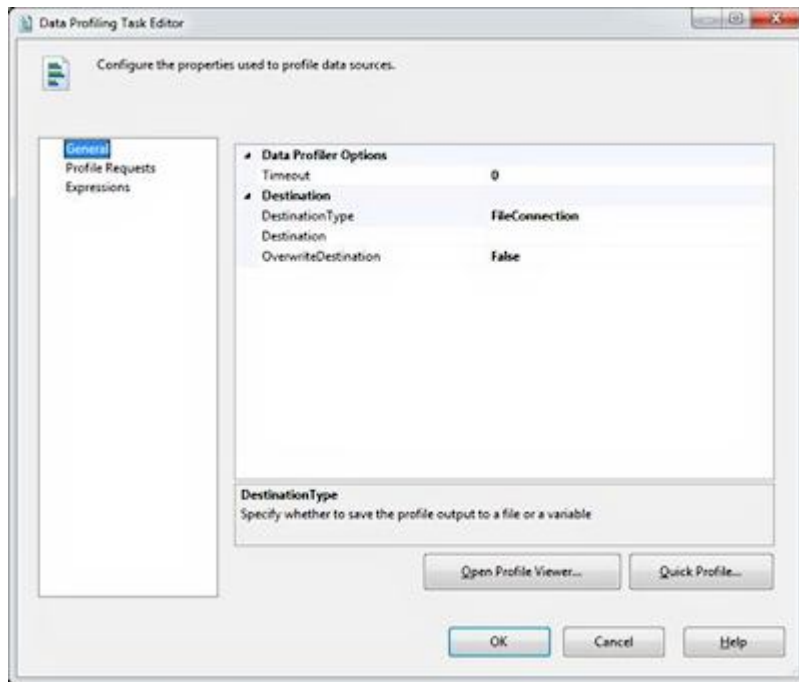 Data Profiling Task Editor
Configure the properties used to profile data sources.
General
Profile Requests
Expressions
Data Profiler Options
Timeout 0
Destination
DestinationType FileConnection
Destination
OverwriteDestination False
DestinationType
Specify whether to save the profile output to a file or a variable
Open Profile Viewer...
Quick Profile...
OK
Cancel
Help